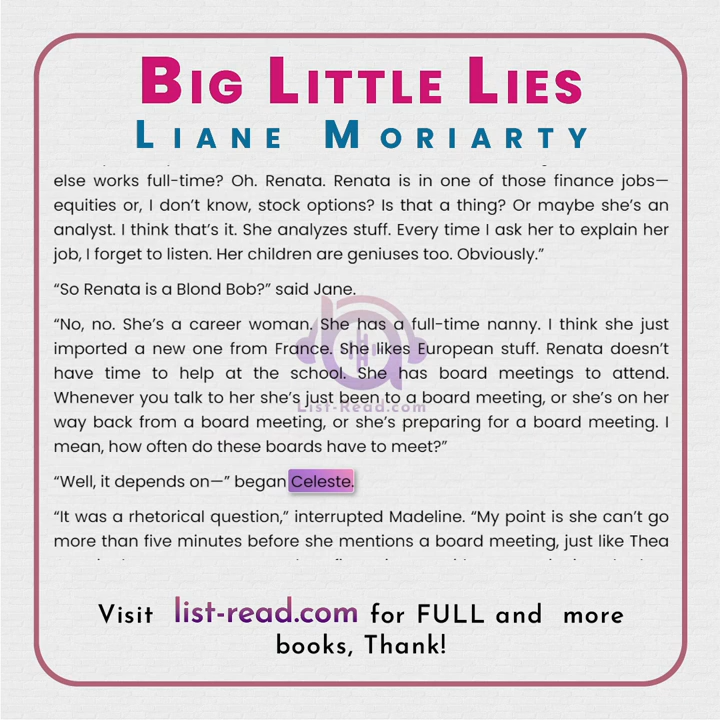 Big Little Lies
Liane Moriarty
else works full-time? Oh. Renata. Renata is in one of those finance jobs—
equities or, I don’t know, stock options? Is that a thing? Or maybe she’s an
analyst. I think that’s it. She analyzes stuff. Every time I ask her to explain her
job, I forget to listen. Her children are geniuses too. Obviously.”
“So Renata is a Blond Bob?” said Jane.
“No, no. She’s a career woman. She has a full-time nanny. I think she just
imported a new one from France. She likes European stuff. Renata doesn’t
have time to help at the school. She has board meetings to attend.
Whenever you talk to her she’s just been to a board meeting, or she’s on her
List-Read.com
way back from a board meeting, or she’s preparing for a board meeting. I
mean, how often do these boards have to meet?”
“Well, it depends on—” began Celeste.
“It was a rhetorical question,” interrupted Madeline. “My point is she can’t go
more than five minutes before she mentions a board meeting, just like Thea
Visit list-read.com for FULL and more
books, Thank!